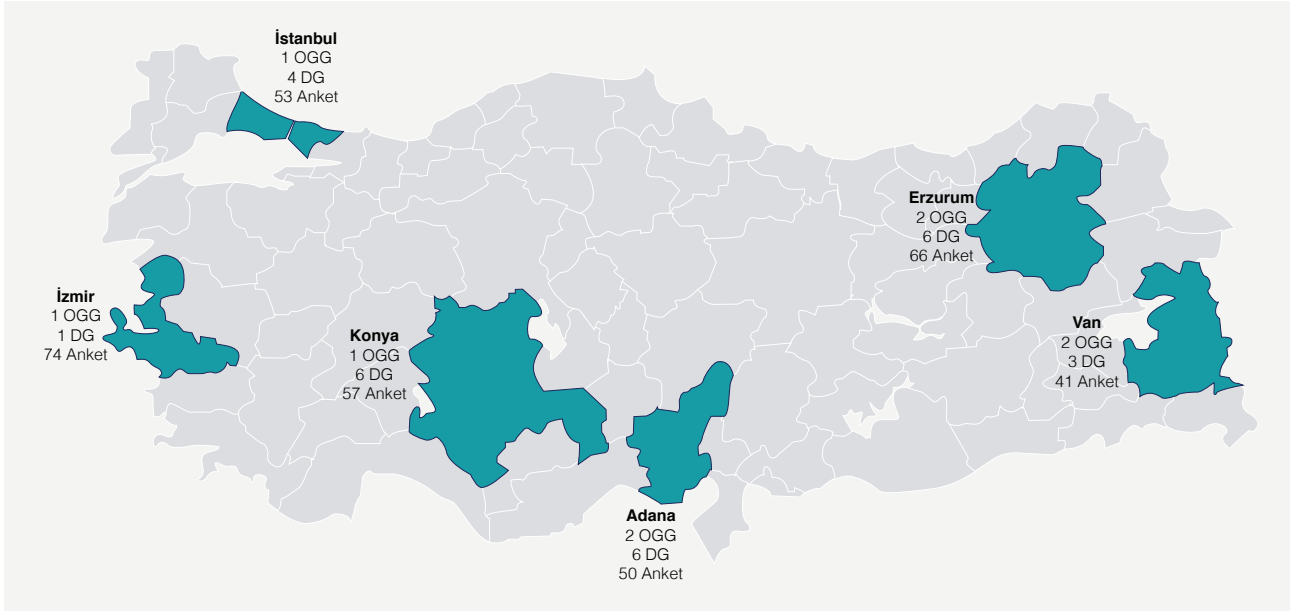 İstanbul
1 OGG
4 DG
53 Anket
Erzurum
2 OGG
6 DG
66 Anket
İzmir
1 OGG
1 DG
74 Anket
Konya
1 OGG
6 DG
57 Anket
Van
2 OGG
3 DG
41 Anket
Adana
2 OGG
6 DG
50 Anket